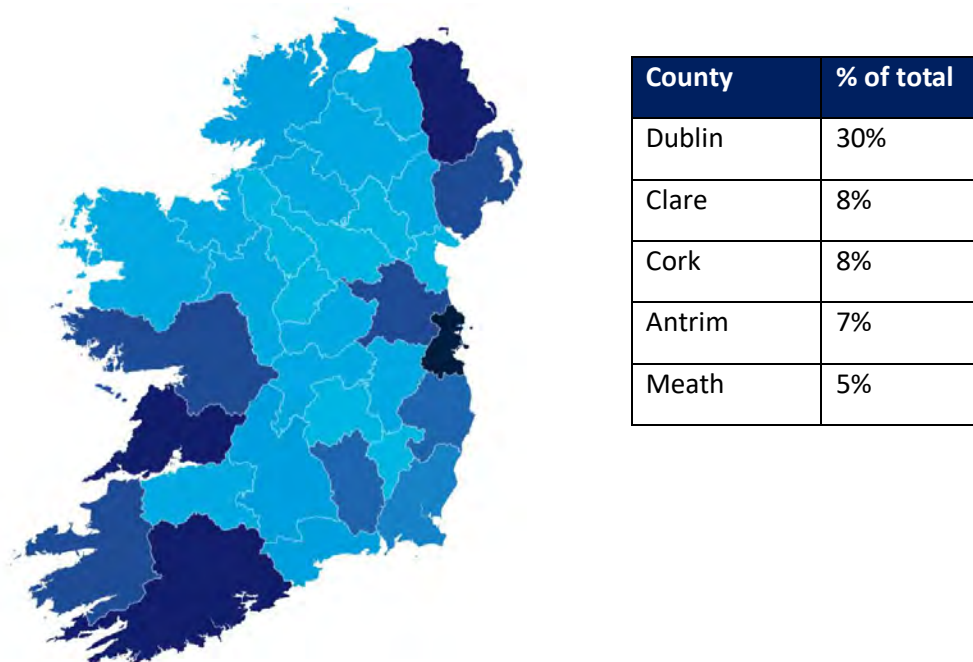 County % of total
Dublin 30%
Clare 8%
Cork 8%
Antrim 7%
Meath 5%